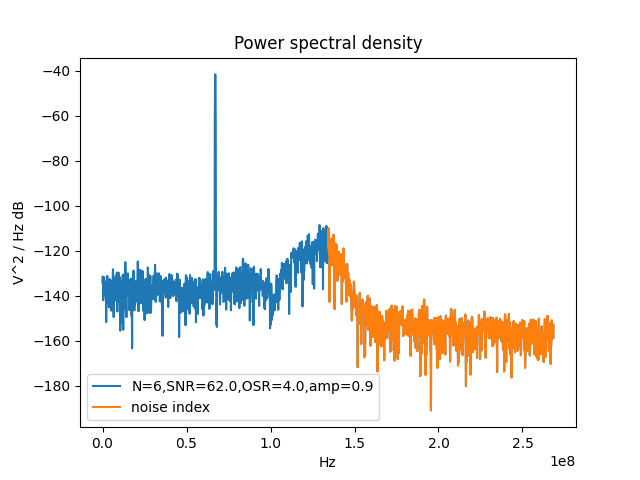 Power spectral density
V^2 / Hz dB
−40
−60
−80
−100
−120
−140
−160
−180
N=6,SNR=62.0,OSR=4.0,amp=0.9
noise index
0.0 0.5 1.0 1.5 2.0 2.5
1e8
Hz